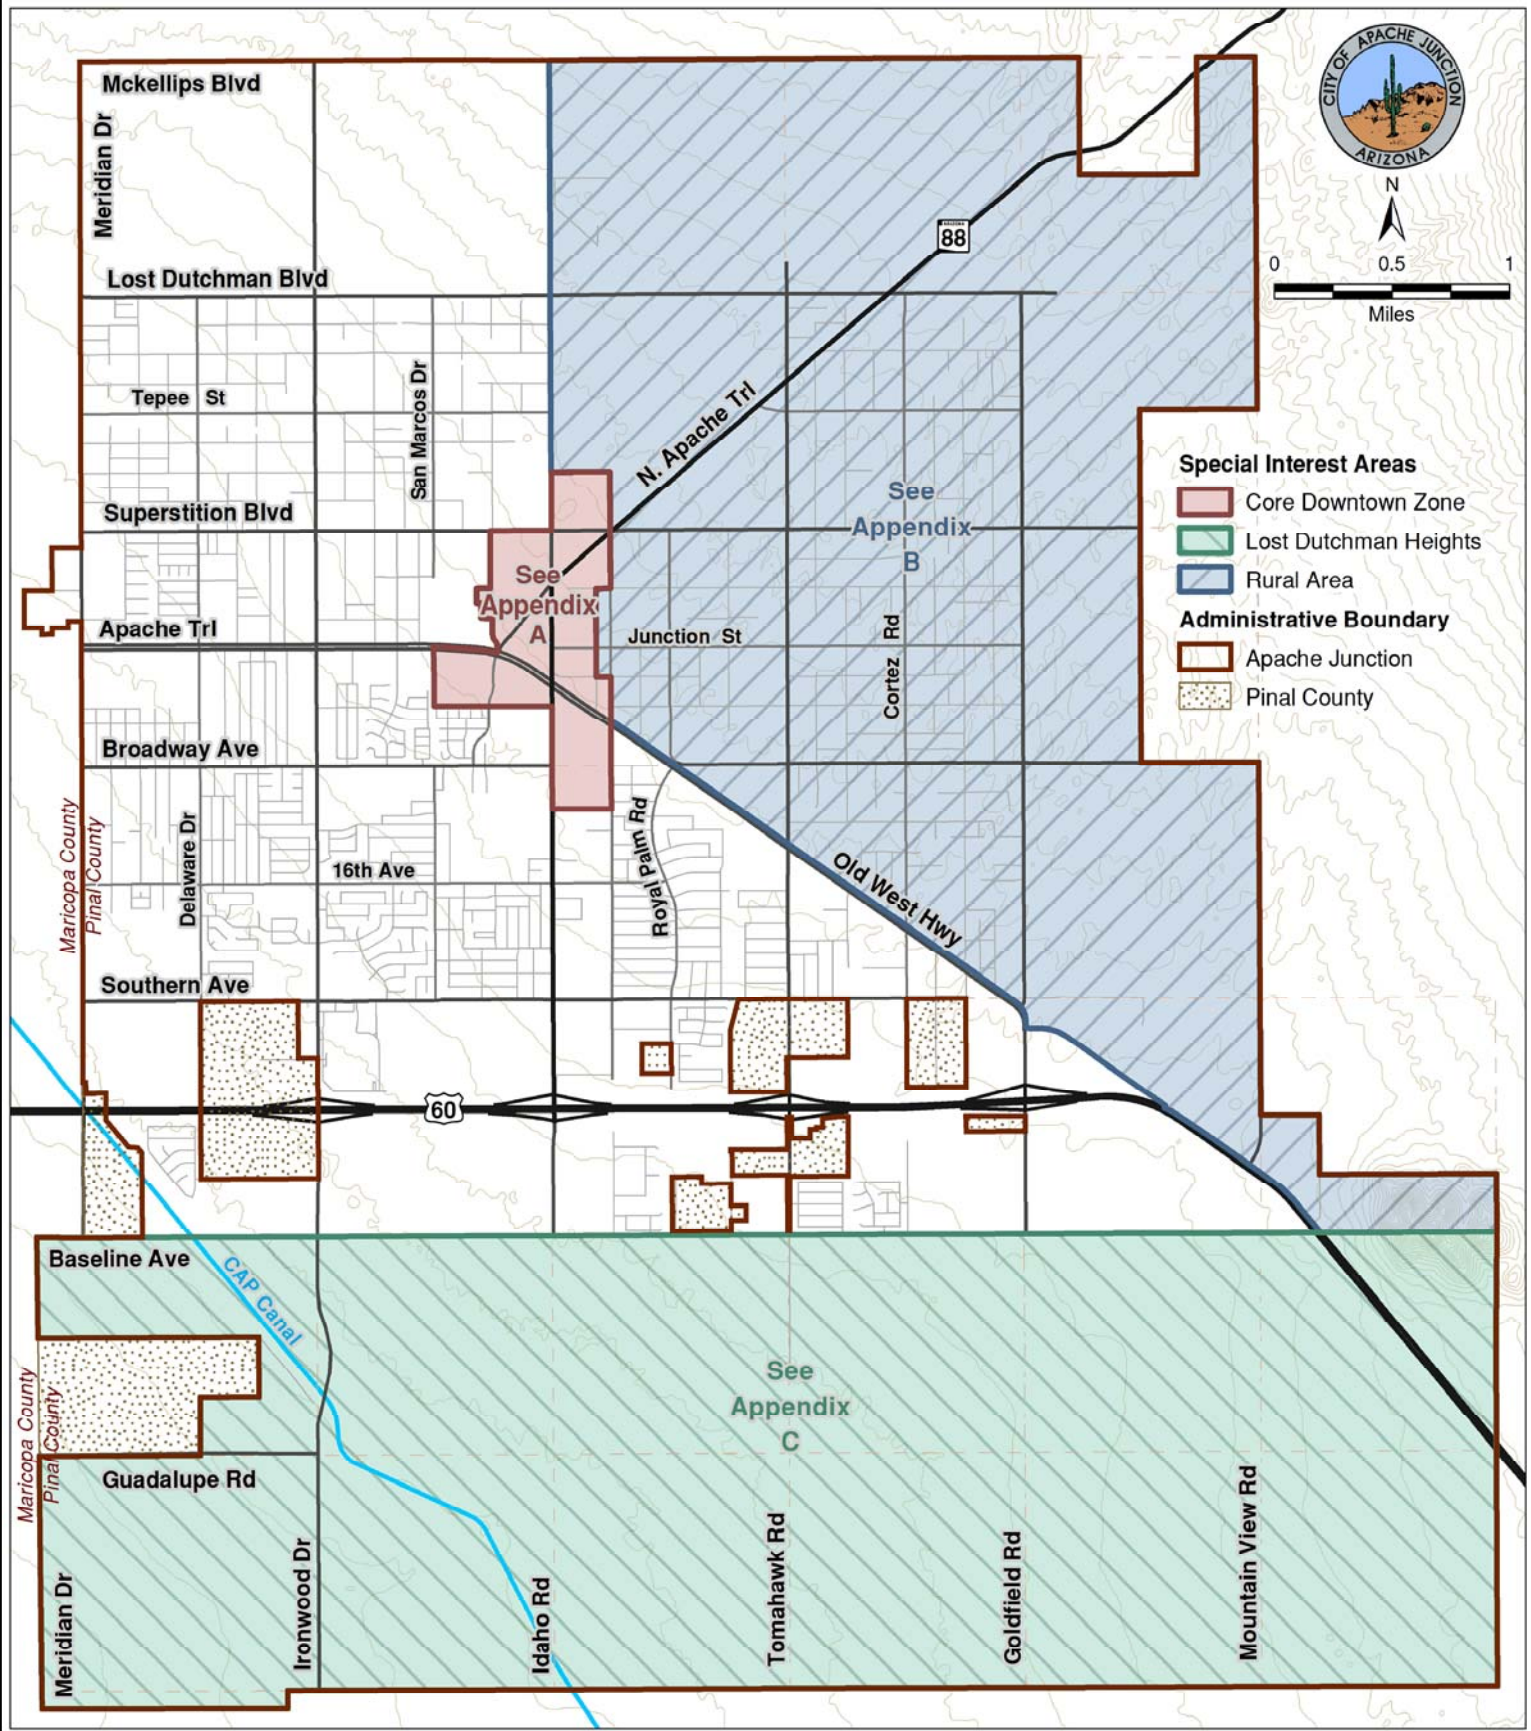 Mckellips Blvd
Meridian Dr
CITY OF APACHE JUNCTION
ARIZONA
N
0 0.5 1
Miles
ARIZONA
88
Lost Dutchman Blvd
Tepee St
San Marcos Dr
N. Apache Trl
Superstition Blvd
See
Appendix
B
Special Interest Areas
Core Downtown Zone
Lost Dutchman Heights
Rural Area
Administrative Boundary
Apache Junction
Pinal County
See
Appendix
A
Apache Trl
Junction St
Cortez Rd
Broadway Ave
Maricopa County
Pinal County
Delaware Dr
16th Ave
Royal Palm Rd
Old West Hwy
Southern Ave
60
Baseline Ave
CAP Canal
See
Appendix
C
Maricopa County
Pinal County
Guadalupe Rd
Meridian Dr
Ironwood Dr
Idaho Rd
Tomahawk Rd
Goldfield Rd
Mountain View Rd